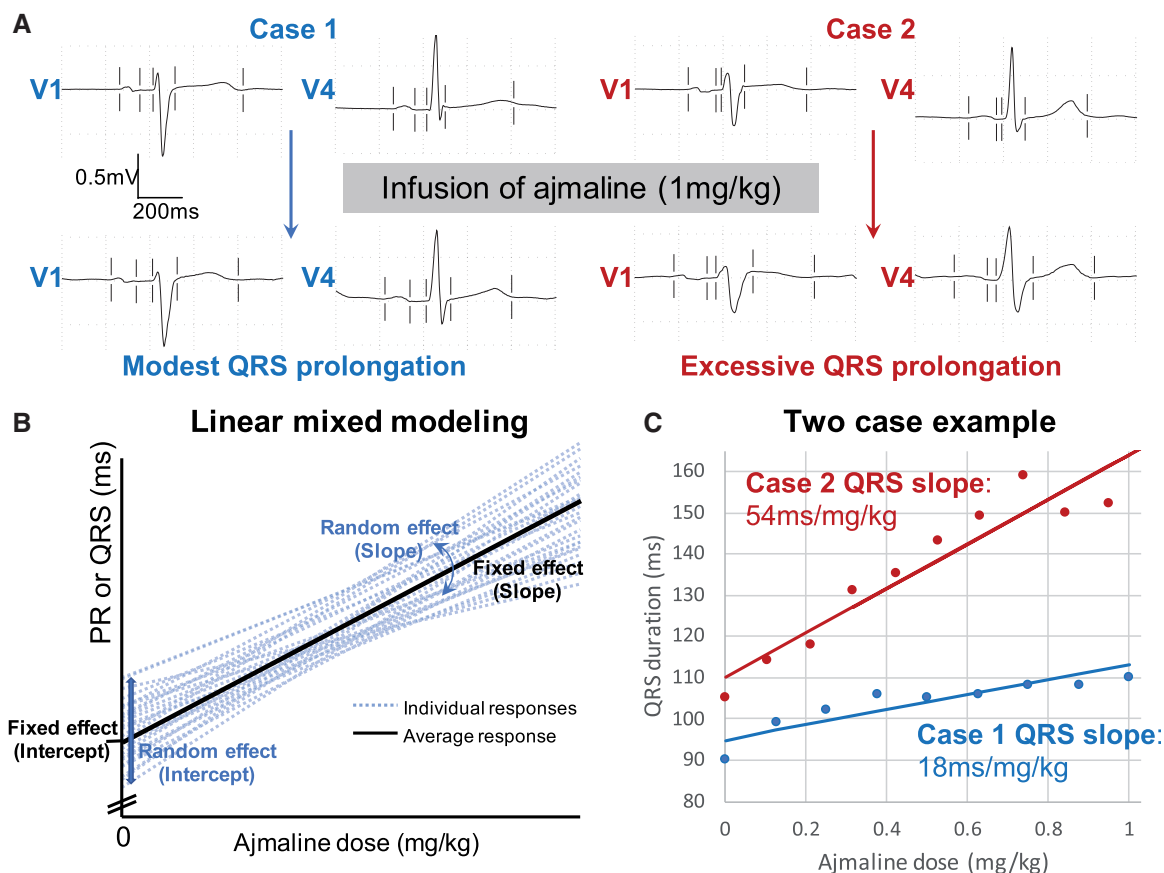 A
Case 1
Case 2
V1
V4
V1
V4
0.5mV
200ms
Infusion of ajmaline (1mg/kg)
V1
V4
V1
V4
Modest QRS prolongation
Excessive QRS prolongation
B
Linear mixed modeling
PR or QRS (ms)
Random effect
(Slope)
Fixed effect
(Slope)
Individual responses
Average response
Fixed effect
(Intercept)
Random effect
(Intercept)
0
Ajmaline dose (mg/kg)
C
Two case example
QRS duration (ms)
160
150
140
130
120
110
100
90
80
Case 2 QRS slope:
54ms/mg/kg
Case 1 QRS slope:
18ms/mg/kg
0
0.2
0.4
0.6
0.8
1
Ajmaline dose (mg/kg)